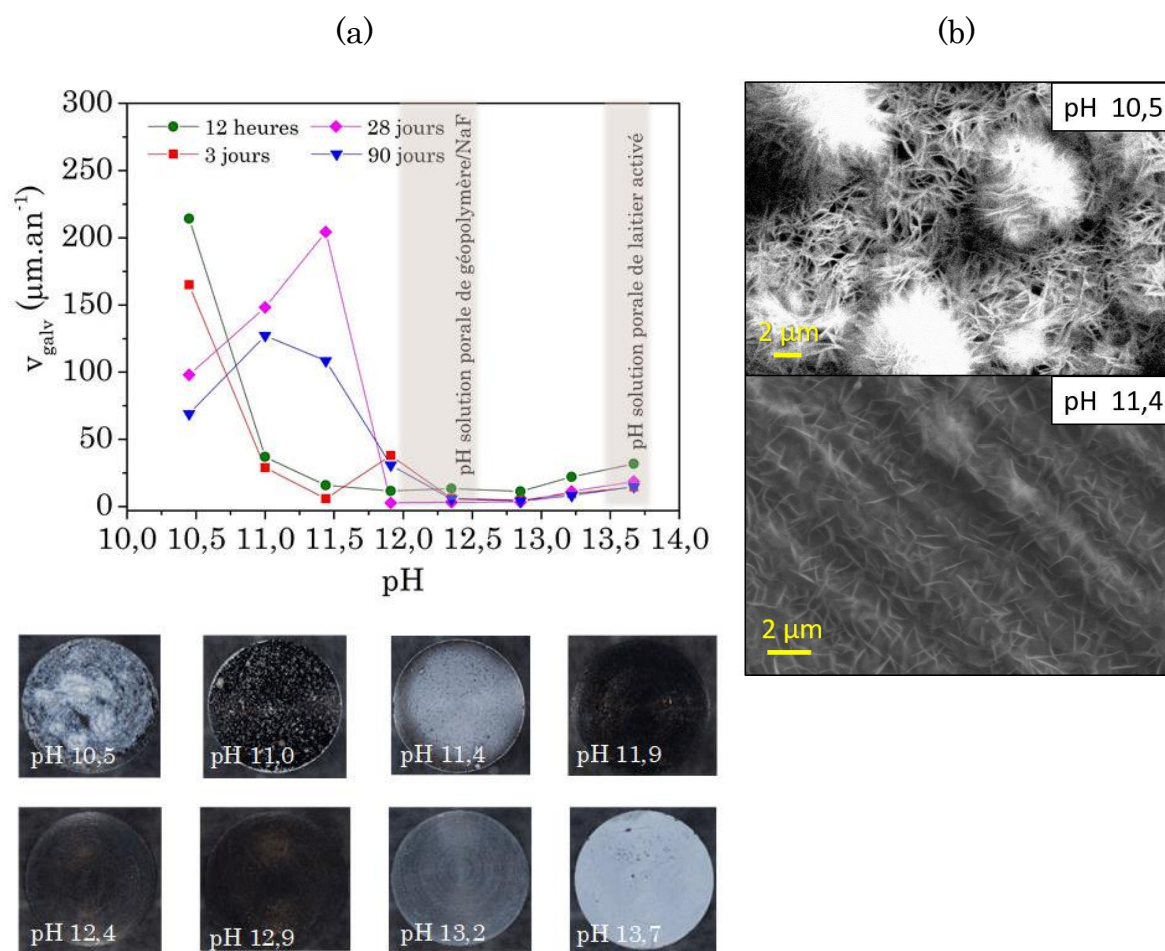 (a)
(b)
300
250
200
150
100
50
0
v_galv (μm.an⁻¹)
12 heures
3 jours
28 jours
90 jours
pH solution porale de géopolymère/NaF
pH solution porale de laitier activé
10,0 10,5 11,0 11,5 12,0 12,5 13,0 13,5 14,0
pH
pH 10,5
2 μm
pH 11,4
2 μm
pH 10,5
pH 11,0
pH 11,4
pH 11,9
pH 12,4
pH 12,9
pH 13,2
pH 13,7